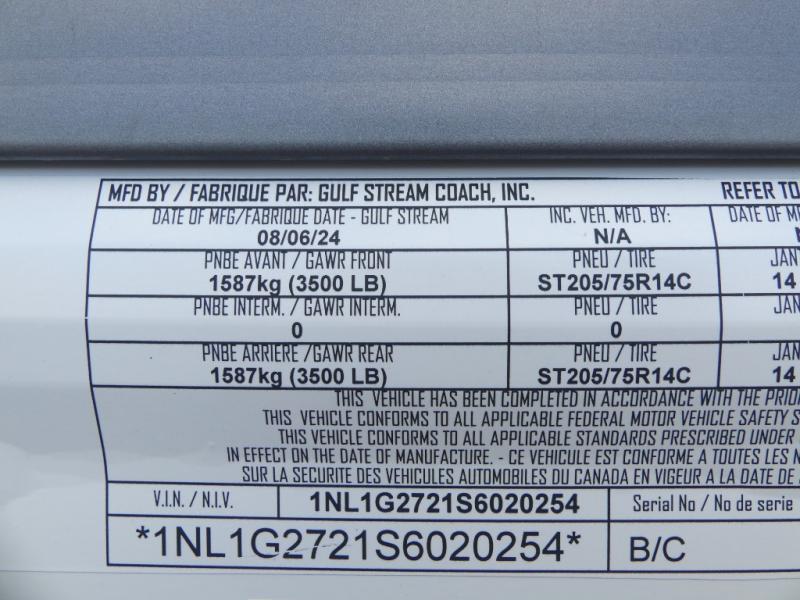 MFD BY / FABRIQUE PAR: GULF STREAM COACH, INC. REFER TO
DATE OF MFG/FABRIQUE DATE - GULF STREAM INC. VEH. MFD. BY: DATE OF
08/06/24 N/A
PNBE AVANT / GAWR FRONT PNEU / TIRE JAN
1587kg (3500 LB) ST205/75R14C 14
PNBE INTERM. / GAWR INTERM. PNEU / TIRE JAN
0 0
PNBE ARRIERE /GAWR REAR PNEU / TIRE JAN
1587kg (3500 LB) ST205/75R14C 14
THIS VEHICLE HAS BEEN COMPLETED IN ACCORDANCE WITH THE PRIOR
THIS VEHICLE CONFORMS TO ALL APPLICABLE FEDERAL MOTOR VEHICLE SAFETY S
THIS VEHICLE CONFORMS TO ALL APPLICABLE STANDARDS PRESCRIBED UNDER
IN EFFECT ON THE DATE OF MANUFACTURE. - CE VEHICULE EST CONFORME A TOUTES LES N
SUR LA SECURITE DES VEHICULES AUTOMOBILES DU CANADA EN VIGEUR A LA DATE DE
V.I.N. / N.I.V. 1NL1G2721S6020254 Serial No / No de serie
*1NL1G2721S6020254* B/C